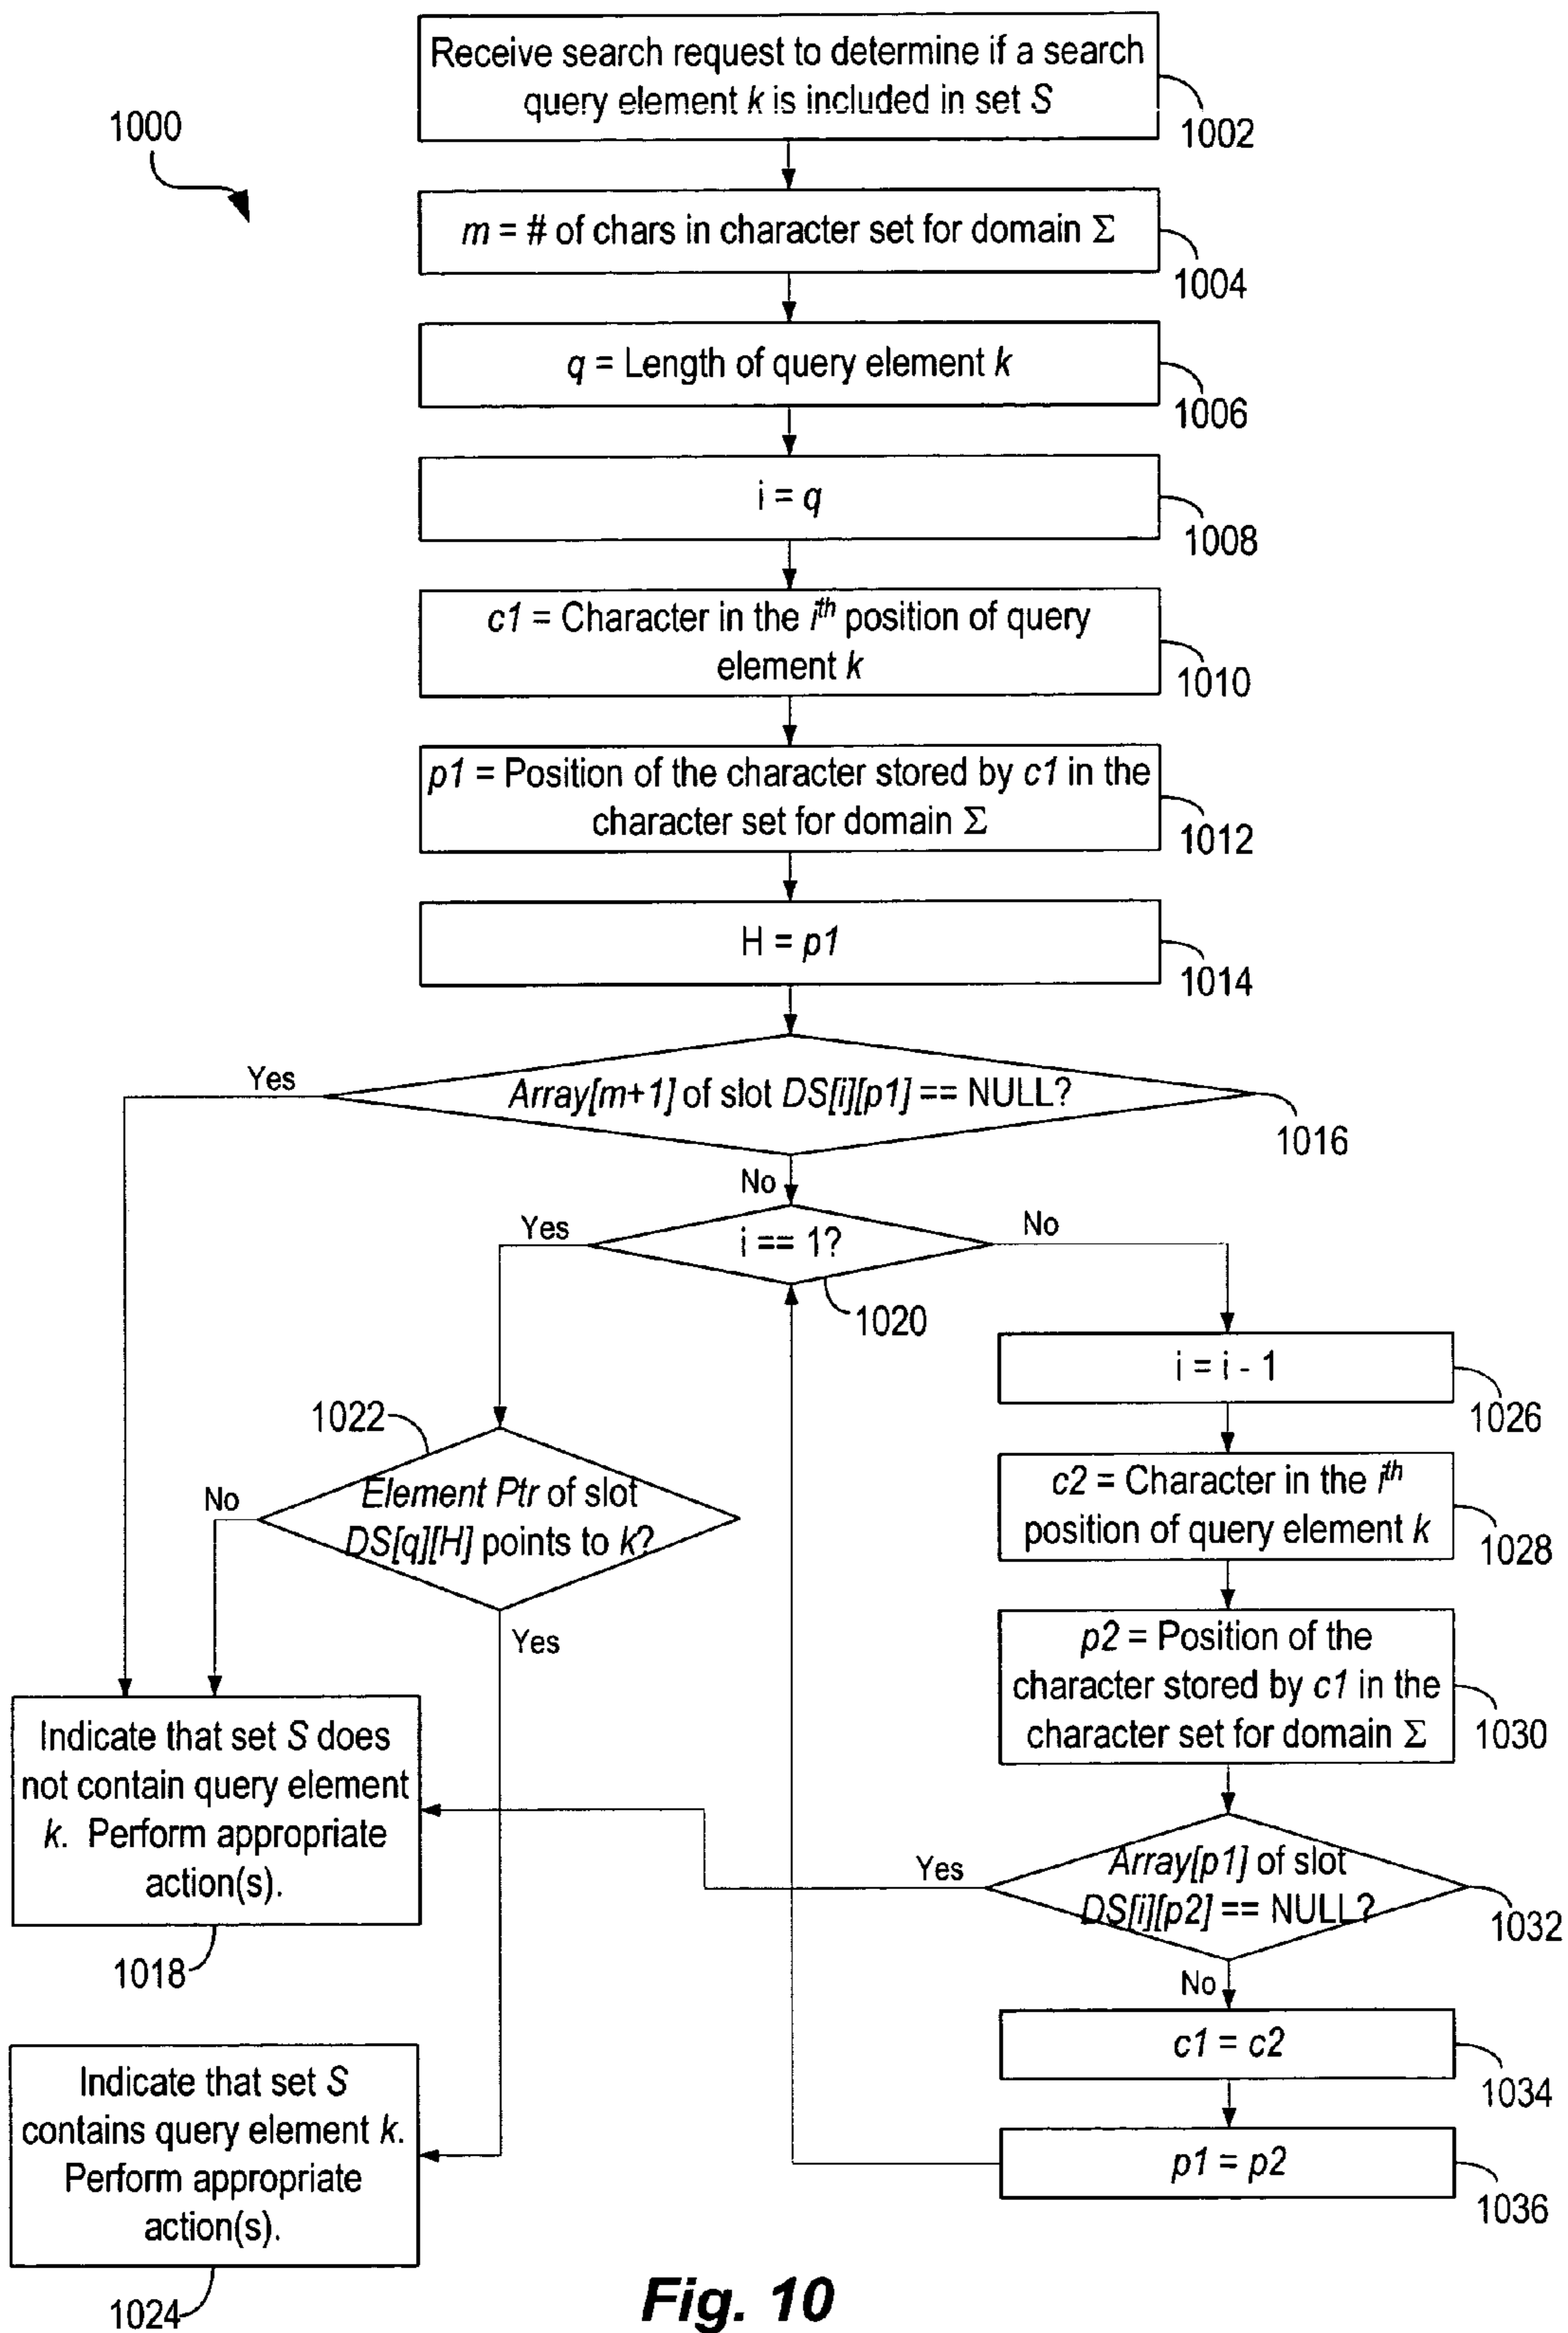 Receive search request to determine if a search
query element k is included in set S
1002
1000
m = # of chars in character set for domain Σ
1004
q = Length of query element k
1006
i = q
1008
c1 = Character in the ith position of query
element k
1010
p1 = Position of the character stored by c1 in the
character set for domain Σ
1012
H = p1
1014
Array[m+1] of slot DS[i][p1] == NULL?
Yes
1016
No
i == 1?
Yes
No
1020
i = i - 1
1026
1022
Element Ptr of slot
DS[q][H] points to k?
No
Yes
c2 = Character in the ith
position of query element k
1028
p2 = Position of the
character stored by c1 in the
character set for domain Σ
1030
Indicate that set S does
not contain query element
k. Perform appropriate
action(s).
1018
Array[p1] of slot
DS[i][p2] == NULL?
Yes
1032
No
c1 = c2
1034
Indicate that set S
contains query element k.
Perform appropriate
action(s).
1024
p1 = p2
1036
Fig. 10